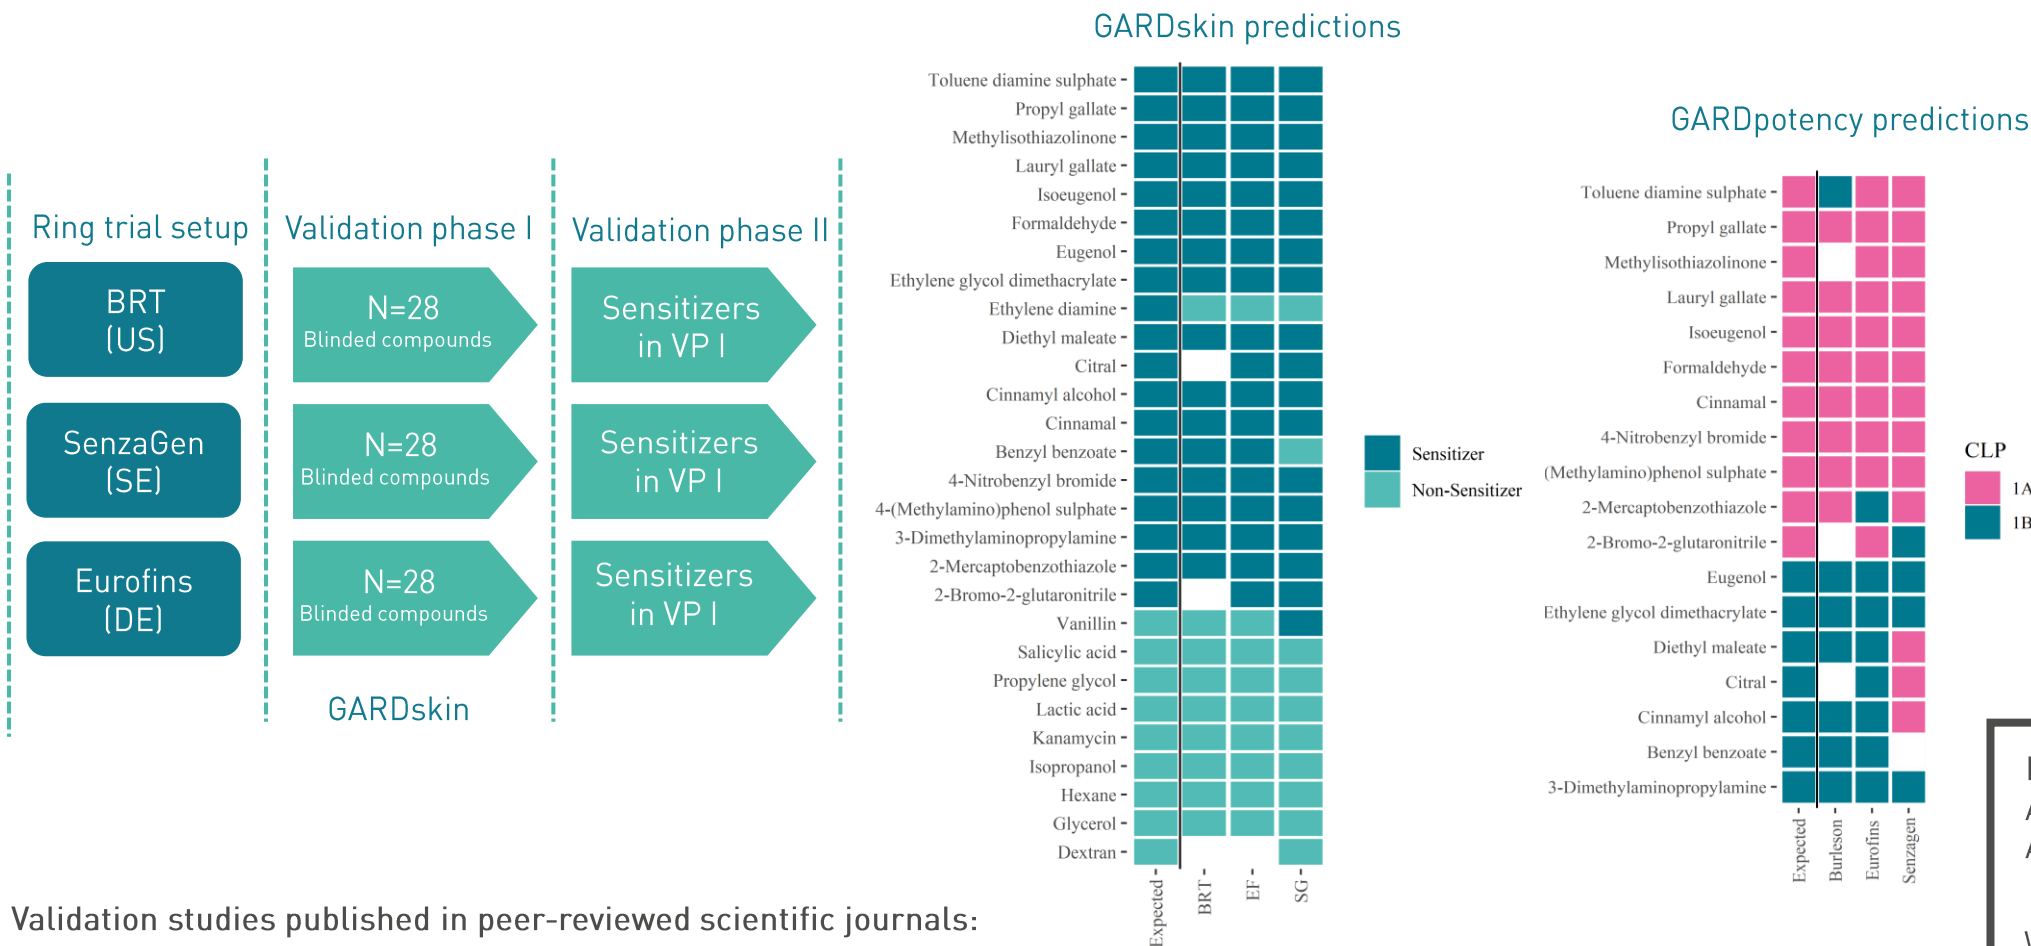 Ring trial setup
BRT
(US)
SenzaGen
(SE)
Eurofins
(DE)
Validation phase I
N=28
Blinded compounds
N=28
Blinded compounds
N=28
Blinded compounds
GARDskin
Validation phase II
Sensitizers
in VP I
Sensitizers
in VP I
Sensitizers
in VP I
GARDskin predictions
Toluene diamine sulphate
Propyl gallate
Methylisothiazolinone
Lauryl gallate
Isoeugenol
Formaldehyde
Eugenol
Ethylene glycol dimethacrylate
Ethylene diamine
Diethyl maleate
Citral
Cinnamyl alcohol
Cinnamal
Benzyl benzoate
4-Nitrobenzyl bromide
4-(Methylamino)phenol sulphate
3-Dimethylaminopropylamine
2-Mercaptobenzothiazole
2-Bromo-2-glutaronitrile
Vanillin
Salicylic acid
Propylene glycol
Lactic acid
Kanamycin
Isopropanol
Hexane
Glycerol
Dextran
Expected
BRT
EF
SG
Sensitizer
Non-Sensitizer
GARDpotency predictions
Toluene diamine sulphate
Propyl gallate
Methylisothiazolinone
Lauryl gallate
Isoeugenol
Formaldehyde
Cinnamal
4-Nitrobenzyl bromide
(Methylamino)phenol sulphate
2-Mercaptobenzothiazole
2-Bromo-2-glutaronitrile
Eugenol
Ethylene glycol dimethacrylate
Diethyl maleate
Citral
Cinnamyl alcohol
Benzyl benzoate
3-Dimethylaminopropylamine
Expected
Burleson
Eurofins
Senzagen
CLP
1A
1B
Validation studies published in peer-reviewed scientific journals: